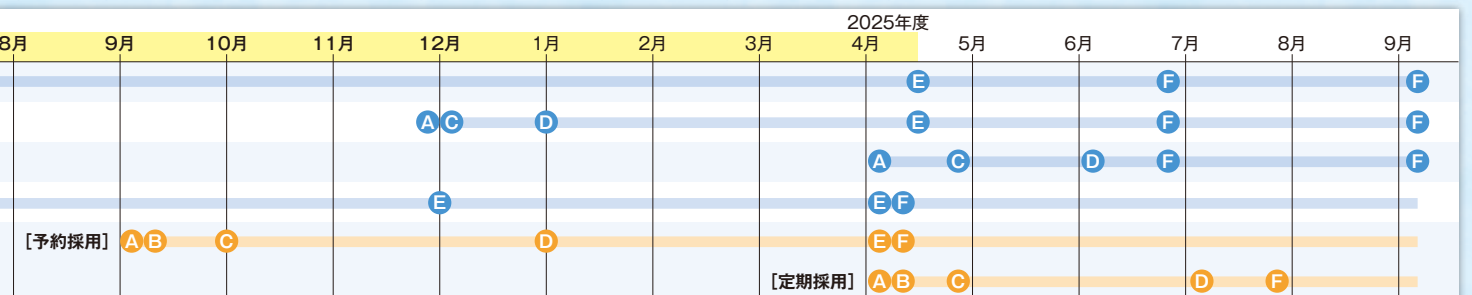 2025年度
8月 9月 10月 11月 12月 1月 2月 3月 4月 5月 6月 7月 8月 9月
E F F
A C D E F F
A C D F F
E E F
[予約採用] A B C D E F
[定期採用] A B C D F